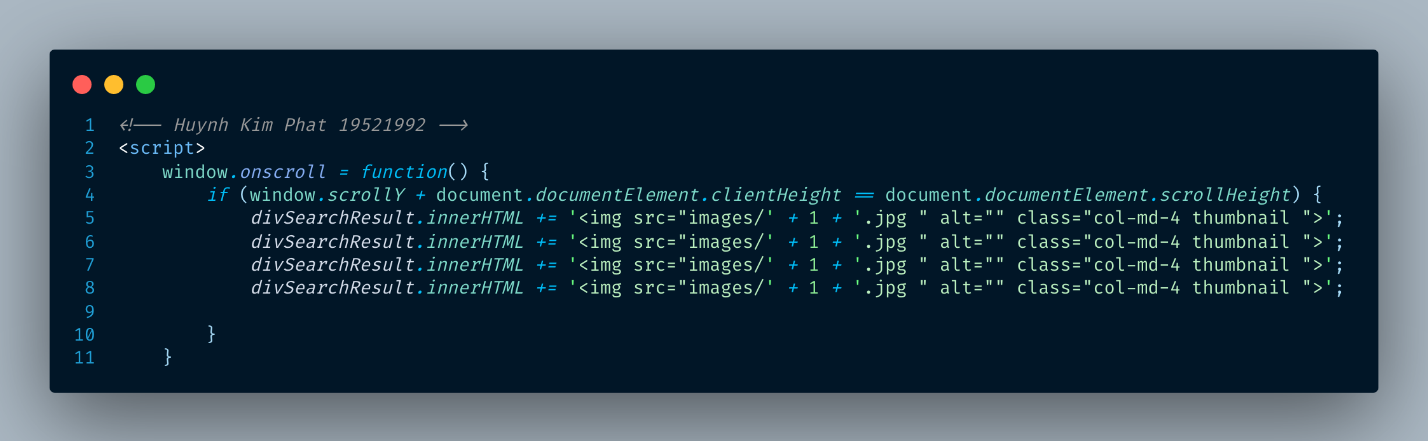 1 <!-- Huynh Kim Phat 19521992 -->
2 <script>
3     window.onscroll = function() {
4         if (window.scrollY + document.documentElement.clientHeight == document.documentElement.scrollHeight) {
5             divSearchResult.innerHTML += '<img src="images/' + 1 + '.jpg " alt="" class="col-md-4 thumbnail ">';
6             divSearchResult.innerHTML += '<img src="images/' + 1 + '.jpg " alt="" class="col-md-4 thumbnail ">';
7             divSearchResult.innerHTML += '<img src="images/' + 1 + '.jpg " alt="" class="col-md-4 thumbnail ">';
8             divSearchResult.innerHTML += '<img src="images/' + 1 + '.jpg " alt="" class="col-md-4 thumbnail ">';
9
10         }
11     }